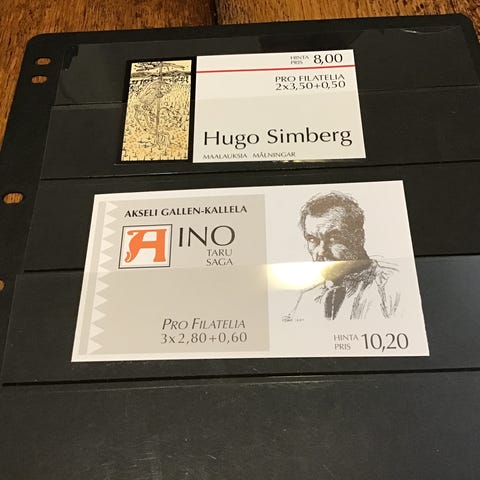 HINTA
PRIS 8,00
PRO FILATELIA
2x3,50+0,50
Hugo Simberg
MAALAUKSIA MÅLNINGAR
AKSELI GALLEN-KALLELA
AINO
TARU
SAGA
PRO FILATELIA
3x2,80+0,60
HINTA
PRIS 10,20